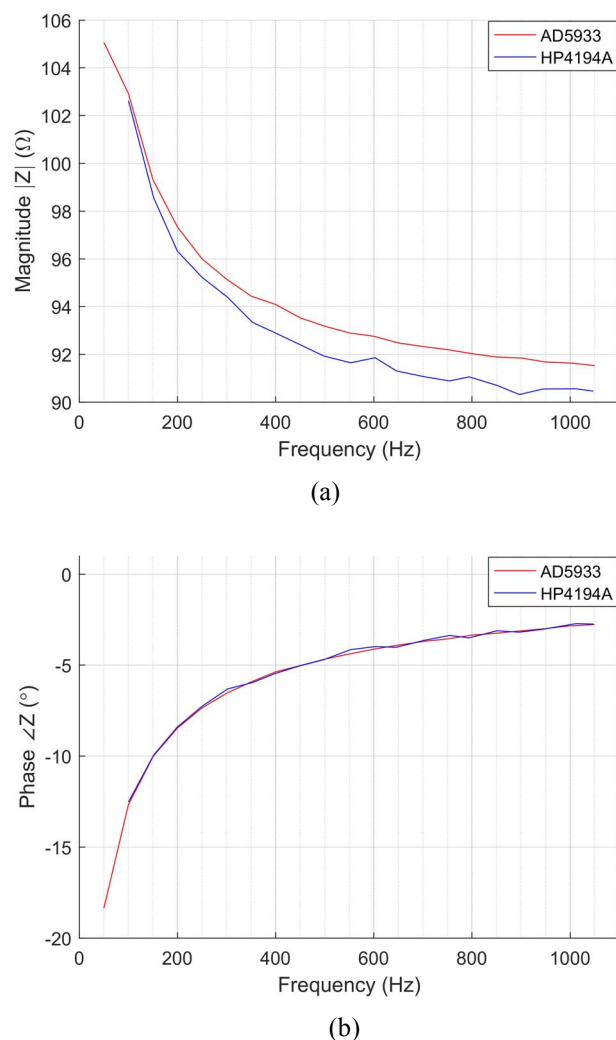 106
104
102
100
98
96
94
92
90
Magnitude |Z| (Ω)
AD5933
HP4194A
0 200 400 600 800 1000
Frequency (Hz)
(a)
0
-5
-10
-15
-20
Phase ∠Z (°)
AD5933
HP4194A
0 200 400 600 800 1000
Frequency (Hz)
(b)